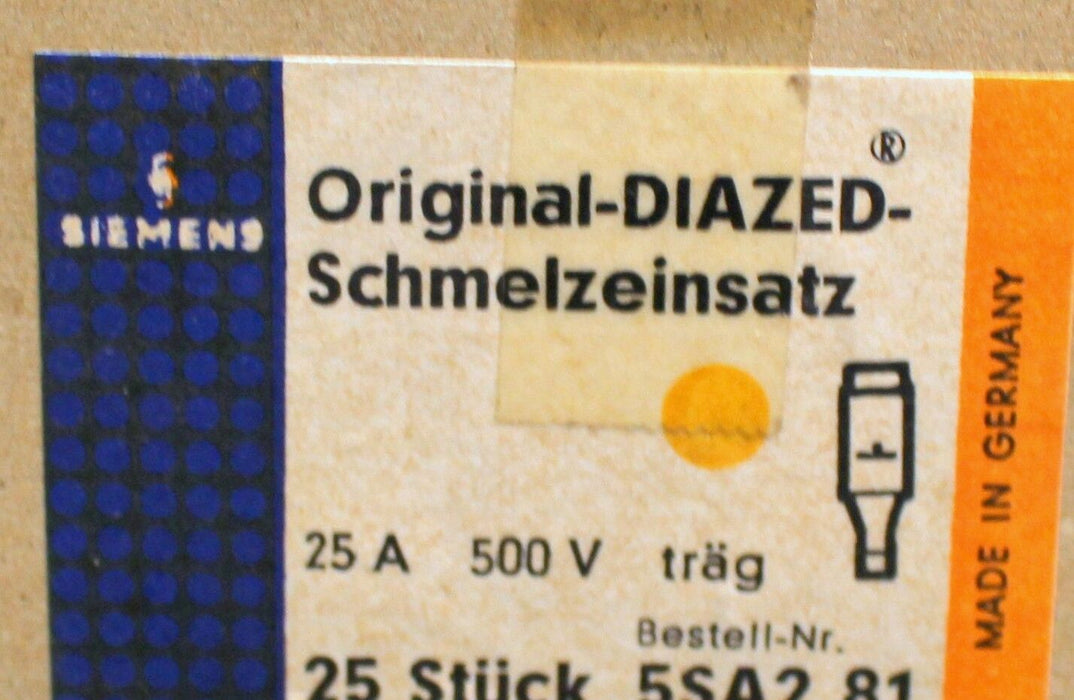 SIEMENS
Original-DIAZED-®
Schmelzeinsatz
25 A 500 V träg
Bestell-Nr.
25 Stück 5SA2 81
MADE IN GERMANY